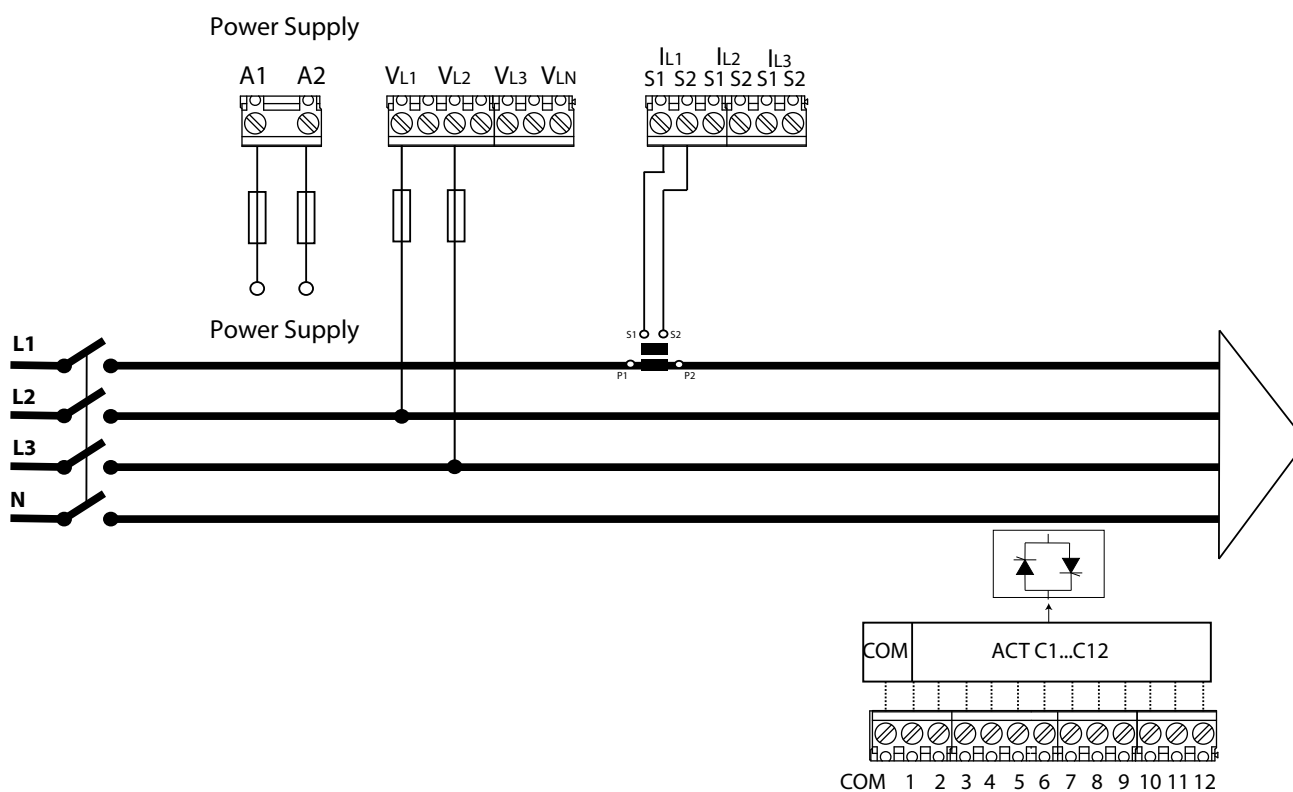 Power Supply
A1 A2
VL1 VL2 VL3 VLN
IL1 IL2 IL3
S1 S2 S1 S2 S1 S2
Power Supply
S1 S2
L1
P1 P2
L2
L3
N
COM ACT C1...C12
COM 1 2 3 4 5 6 7 8 9 10 11 12